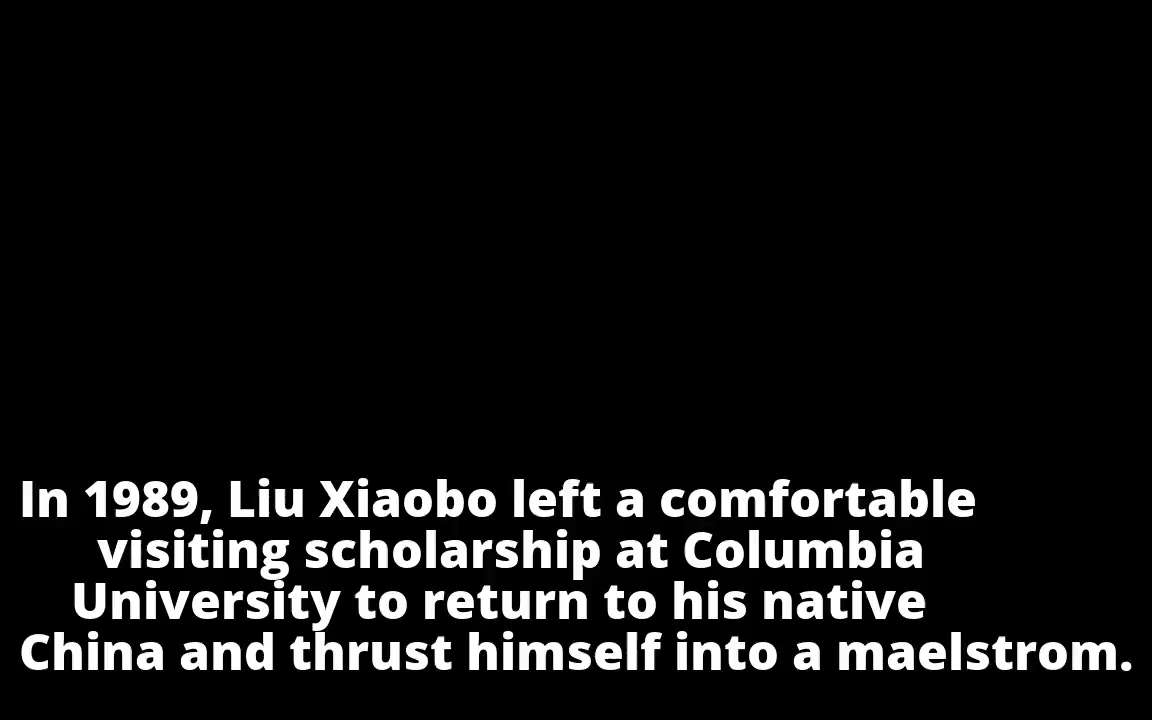 In 1989, Liu Xiaobo left a comfortable
visiting scholarship at Columbia
University to return to his native
China and thrust himself into a maelstrom.